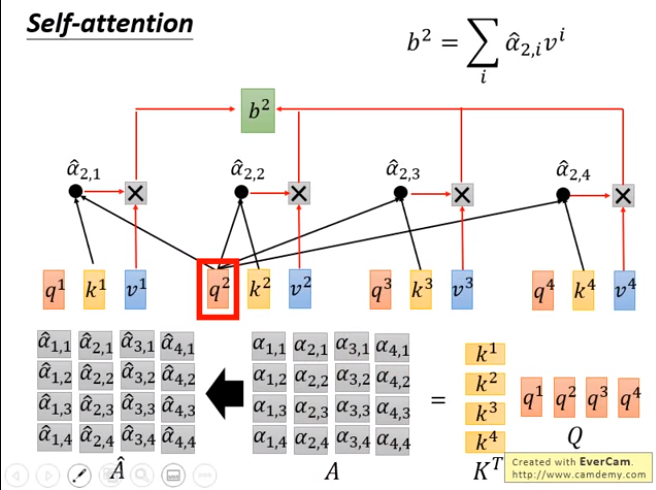 Self-attention
b² = ∑ᵢ α̂₂,ᵢvⁱ
b²
α̂₂,₁ × α̂₂,₂ × α̂₂,₃ × α̂₂,₄ ×
q¹ k¹ v¹ q² k² v² q³ k³ v³ q⁴ k⁴ v⁴
α̂₁,₁ α̂₂,₁ α̂₃,₁ α̂₄,₁ α₁,₁ α₂,₁ α₃,₁ α₄,₁ k¹
α̂₁,₂ α̂₂,₂ α̂₃,₂ α̂₄,₂ α₁,₂ α₂,₂ α₃,₂ α₄,₂ k²
α̂₁,₃ α̂₂,₃ α̂₃,₃ α̂₄,₃ α₁,₃ α₂,₃ α₃,₃ α₄,₃ = k³ q¹ q² q³ q⁴
α̂₁,₄ α̂₂,₄ α̂₃,₄ α̂₄,₄ α₁,₄ α₂,₄ α₃,₄ α₄,₄ k⁴
Â A Kᵀ Q
Created with EverCam.
http://www.camdemy.com